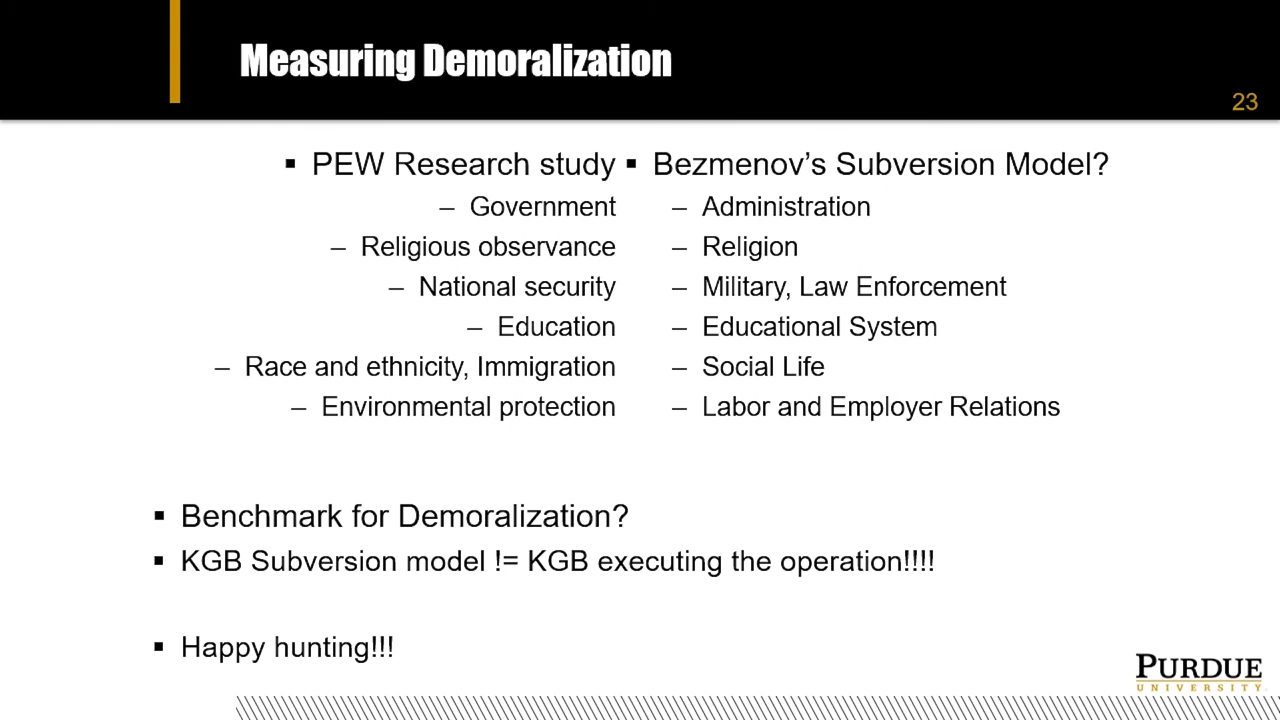 Measuring Demoralization
23
▪ PEW Research study
– Government
– Religious observance
– National security
– Education
– Race and ethnicity, Immigration
– Environmental protection
▪ Bezmenov’s Subversion Model?
– Administration
– Religion
– Military, Law Enforcement
– Educational System
– Social Life
– Labor and Employer Relations
▪ Benchmark for Demoralization?
▪ KGB Subversion model != KGB executing the operation!!!!
▪ Happy hunting!!!
PURDUE
UNIVERSITY